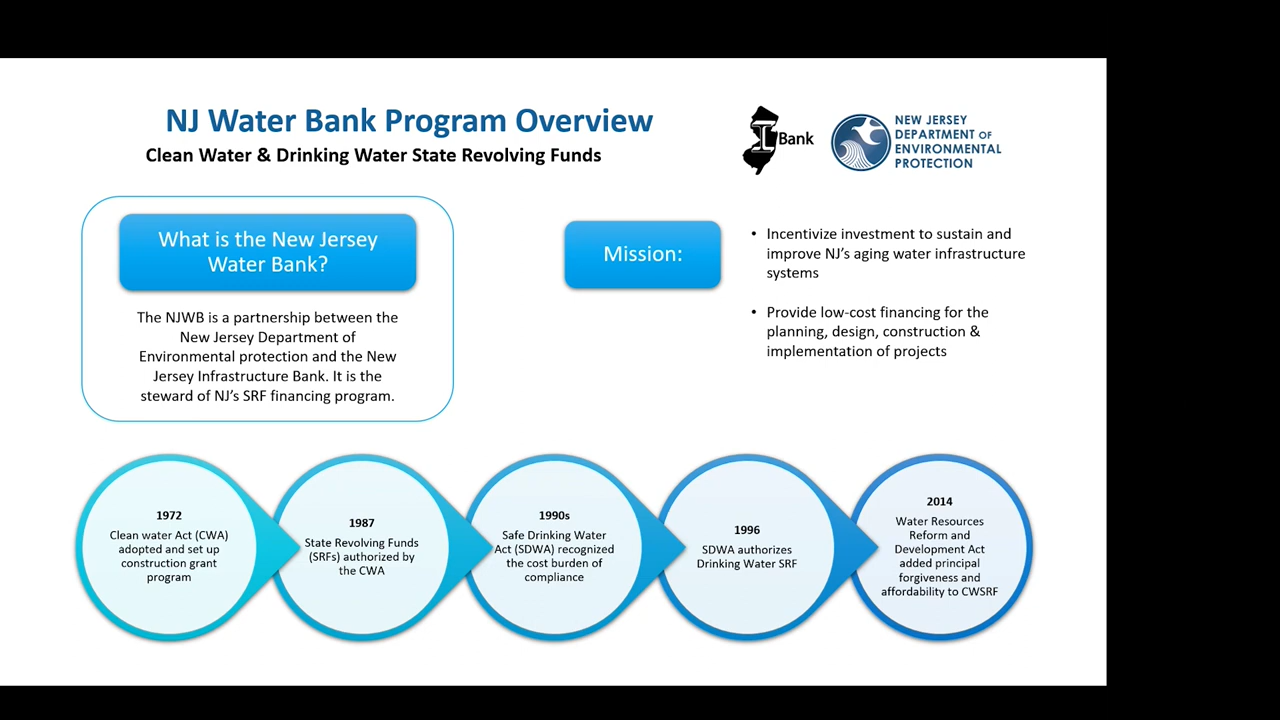 NJ Water Bank Program Overview
Clean Water & Drinking Water State Revolving Funds
I Bank
NEW JERSEY
DEPARTMENT OF
ENVIRONMENTAL
PROTECTION
What is the New Jersey
Water Bank?
The NJWB is a partnership between the
New Jersey Department of
Environmental protection and the New
Jersey Infrastructure Bank. It is the
steward of NJ's SRF financing program.
Mission:
• Incentivize investment to sustain and
improve NJ's aging water infrastructure
systems
• Provide low-cost financing for the
planning, design, construction &
implementation of projects
1972
Clean water Act (CWA)
adopted and set up
construction grant
program
1987
State Revolving Funds
(SRFs) authorized by
the CWA
1990s
Safe Drinking Water
Act (SDWA) recognized
the cost burden of
compliance
1996
SDWA authorizes
Drinking Water SRF
2014
Water Resources
Reform and
Development Act
added principal
forgiveness and
affordability to CWSRF